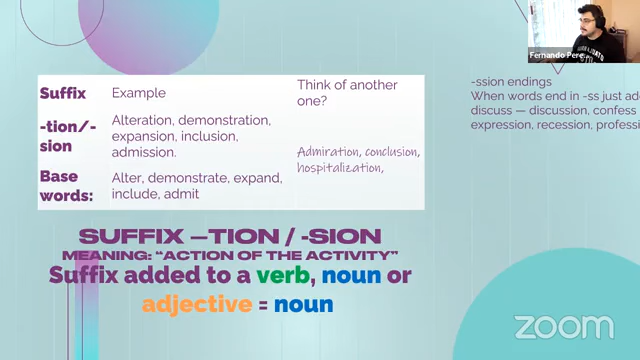 Fernando Pere...
Suffix Example Think of another
one?
-tion/-
sion
Alteration, demonstration,
expansion, inclusion,
admission.
Admiration, conclusion,
hospitalization,
Base
words:
Alter, demonstrate, expand,
include, admit
-ssion endings
When words end in -ss just ad
discuss — discussion, confess
expression, recession, profess
SUFFIX –TION / -SION
MEANING: “ACTION OF THE ACTIVITY”
Suffix added to a verb, noun or
adjective = noun
zoom